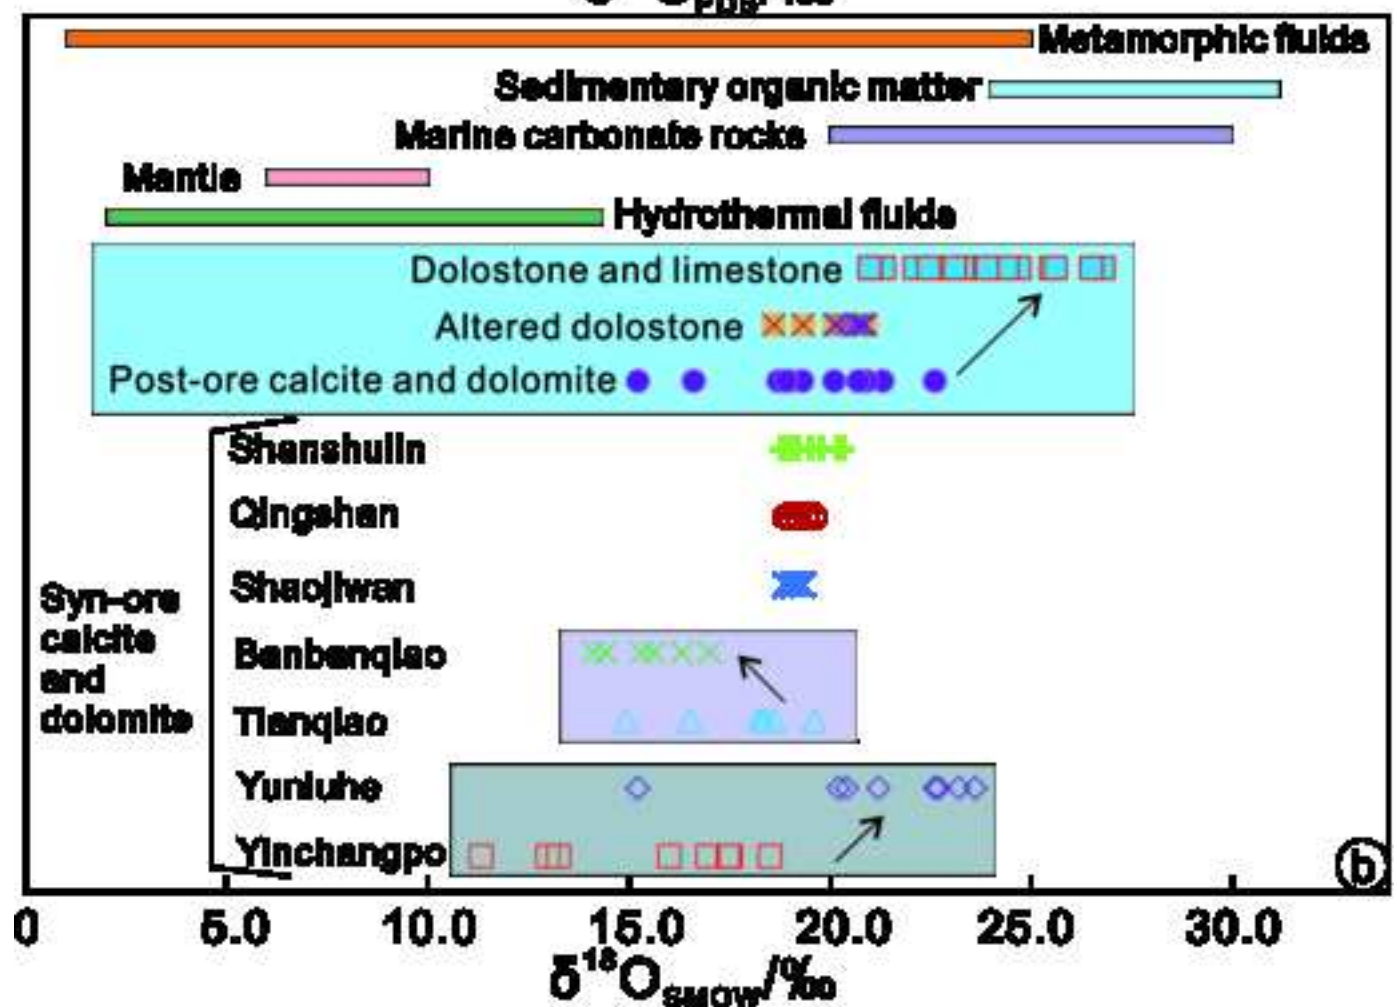 Metamorphic fluids
Sedimentary organic matter
Marine carbonate rocks
Mantle
Hydrothermal fluids
Dolostone and limestone
Altered dolostone
Post-ore calcite and dolomite
Shanshulin
Qingshan
Shaojiwan
Syn-ore
calcite
and
dolomite
Banbanqiao
Tianqiao
Yunluhe
Yinchangpo
b
0 5.0 10.0 15.0 20.0 25.0 30.0
δ¹⁸O SMOW/‰